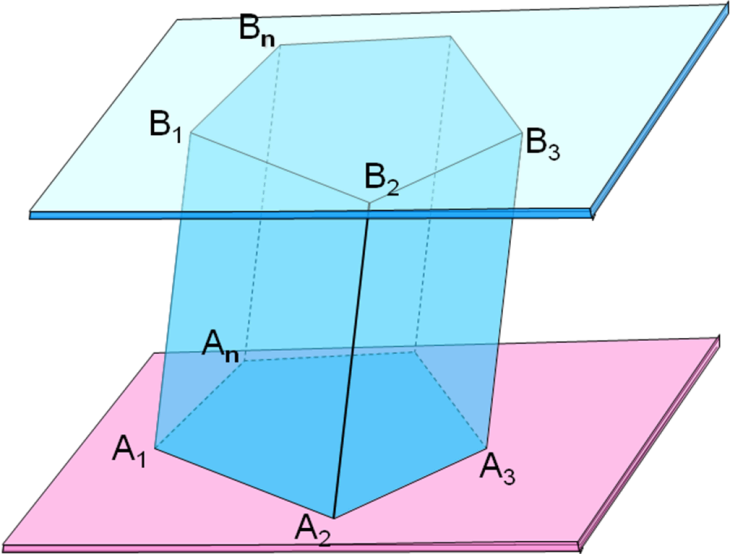 Bₙ
B₁
B₂
B₃
Aₙ
A₁
A₂
A₃